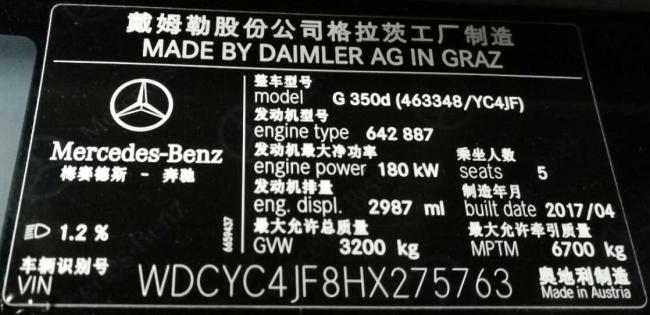 戴姆勒股份公司格拉茨工厂制造
MADE BY DAIMLER AG IN GRAZ
整车型号
model G 350d (463348/YC4JF)
发动机型号
engine type 642 887
发动机最大净功率 乘坐人数
engine power 180 kW seats 5
发动机排量 制造年月
eng. displ. 2987 ml built date 2017/04
最大允许总质量 最大允许牵引质量
GVW 3200 kg MPTM 6700 kg
Mercedes-Benz
梅赛德斯 - 奔驰
1.2 %
6659437
车辆识别号
VIN WDCYC4JF8HX275763
奥地利制造
Made in Austria